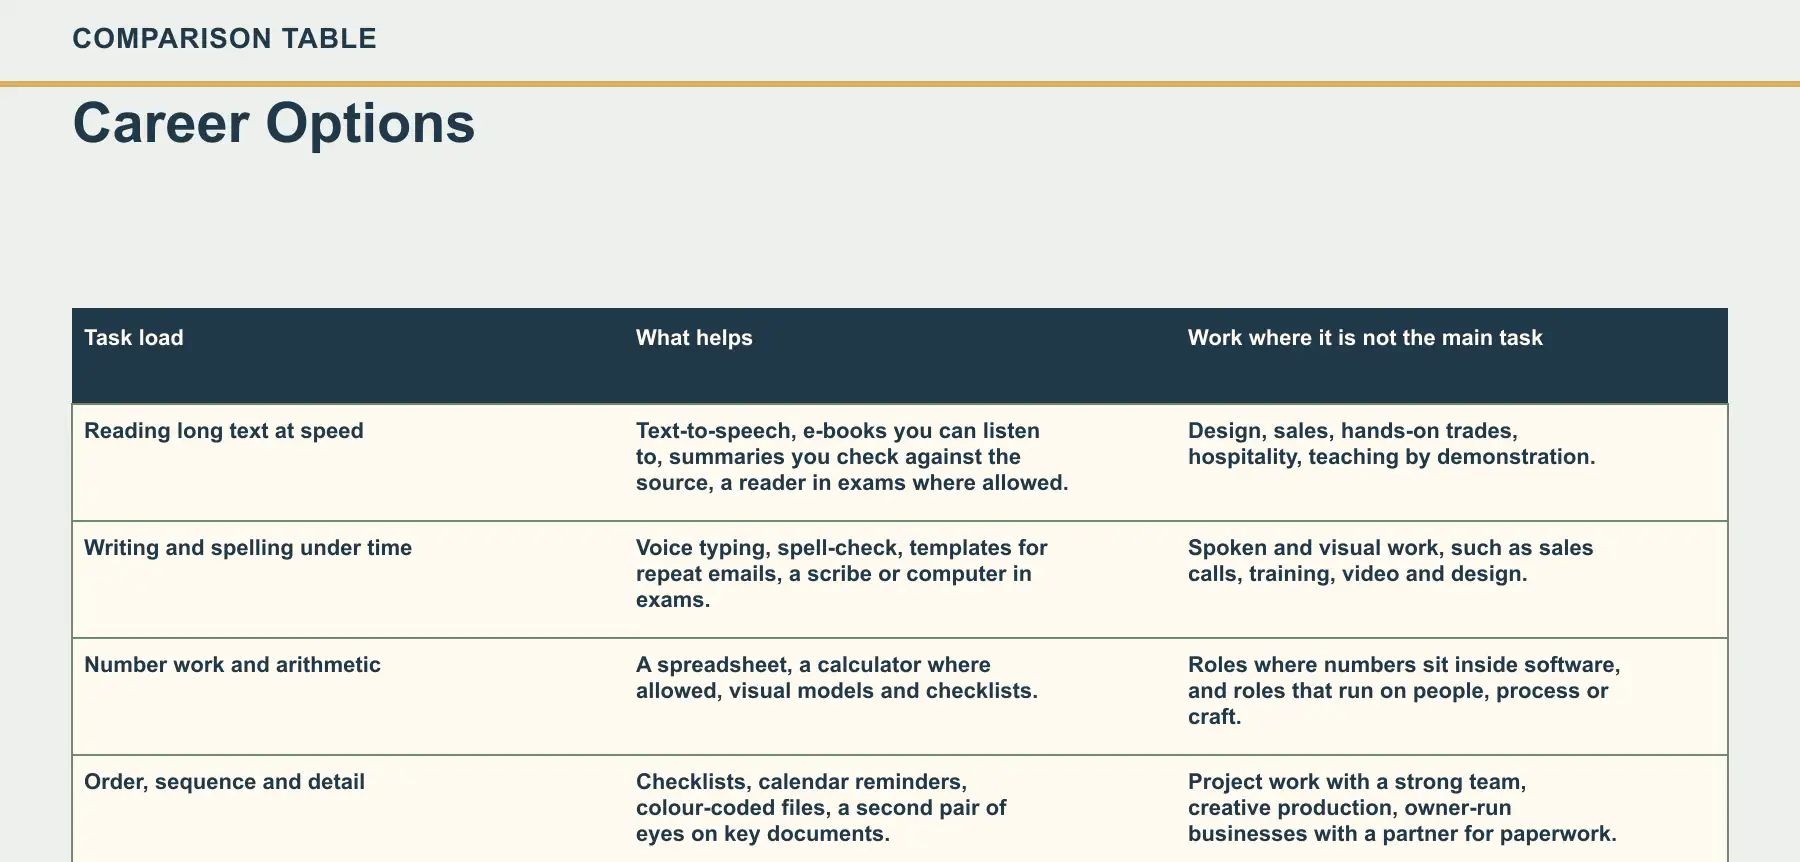 COMPARISON TABLE
Career Options
Task load
What helps
Work where it is not the main task
Reading long text at speed
Text-to-speech, e-books you can listen
to, summaries you check against the
source, a reader in exams where allowed.
Design, sales, hands-on trades,
hospitality, teaching by demonstration.
Writing and spelling under time
Voice typing, spell-check, templates for
repeat emails, a scribe or computer in
exams.
Spoken and visual work, such as sales
calls, training, video and design.
Number work and arithmetic
A spreadsheet, a calculator where
allowed, visual models and checklists.
Roles where numbers sit inside software,
and roles that run on people, process or
craft.
Order, sequence and detail
Checklists, calendar reminders,
colour-coded files, a second pair of
eyes on key documents.
Project work with a strong team,
creative production, owner-run
businesses with a partner for paperwork.